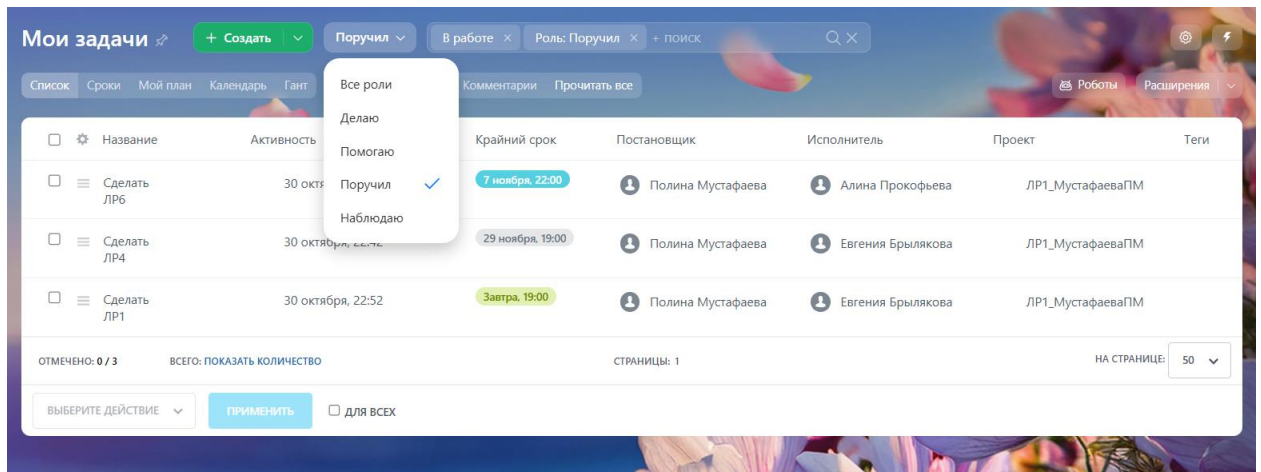 Мои задачи + Создать Поручил В работе × Роль: Поручил × + поиск
Список Сроки Мой план Календарь Гант Комментарии Прочитать все Роботы Расширения
Все роли
Делаю
Помогаю
Поручил
Наблюдаю
Название Активность Крайний срок Постановщик Исполнитель Проект Теги
Сделать 30 7 ноября, 22:00 Полина Мустафаева Алина Прокофьева ЛР1_МустафаеваПМ
ЛР6
Сделать 30 октября, 22:42 29 ноября, 19:00 Полина Мустафаева Евгения Брылякова ЛР1_МустафаеваПМ
ЛР4
Сделать 30 октября, 22:52 Завтра, 19:00 Полина Мустафаева Евгения Брылякова ЛР1_МустафаеваПМ
ЛР1
ОТМЕЧЕНО: 0 / 3 ВСЕГО: ПОКАЗАТЬ КОЛИЧЕСТВО СТРАНИЦЫ: 1 НА СТРАНИЦЕ: 50
ВЫБЕРИТЕ ДЕЙСТВИЕ ПРИМЕНИТЬ ДЛЯ ВСЕХ